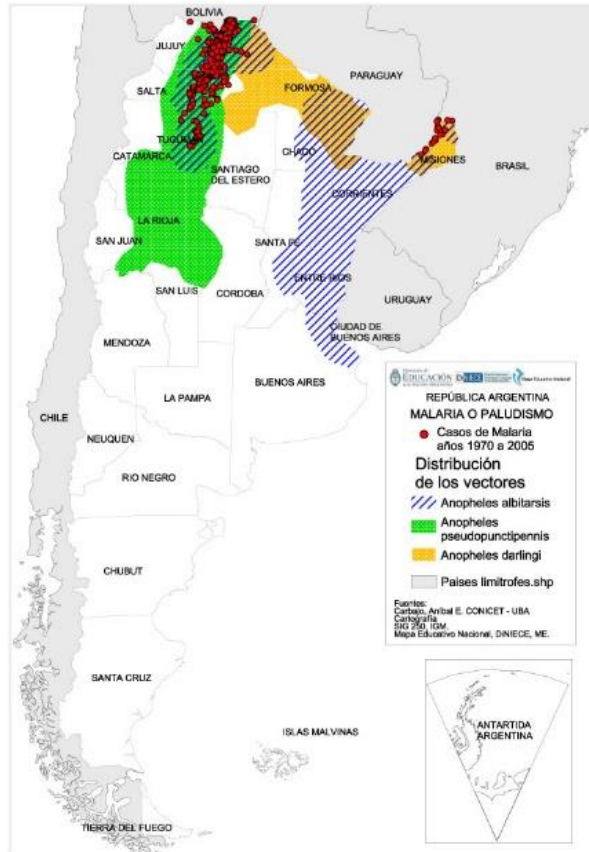 BOLIVIA
JUJUY
PARAGUAY
SALTA
FORMOSA
TUCUMAN
CHACO
CATAMARCA
MISIONES
SANTIAGO
DEL ESTERO
BRASIL
CORRIENTES
LA RIOJA
SANTA FE
SAN JUAN
ENTRE RIOS
SAN LUIS
CORDOBA
URUGUAY
CIUDAD DE
BUENOS AIRES
MENDOZA
BUENOS AIRES
LA PAMPA
CHILE
NEUQUEN
RIO NEGRO
CHUBUT
SANTA CRUZ
ISLAS MALVINAS
TIERRA DEL FUEGO
EDUCACIÓN
Mapa Educativo Nacional
REPÚBLICA ARGENTINA
MALARIA O PALUDISMO
Casos de Malaria
años 1970 a 2005
Distribución
de los vectores
Anopheles albitarsis
Anopheles
pseudopunctipennis
Anopheles darlingi
Paises limitrofes.shp
Fuentes:
Carbajo, Anibal E. CONICET - UBA
Cartografía
SIG 250, IGM.
Mapa Educativo Nacional, DiNIECE, ME.
ANTARTIDA
ARGENTINA